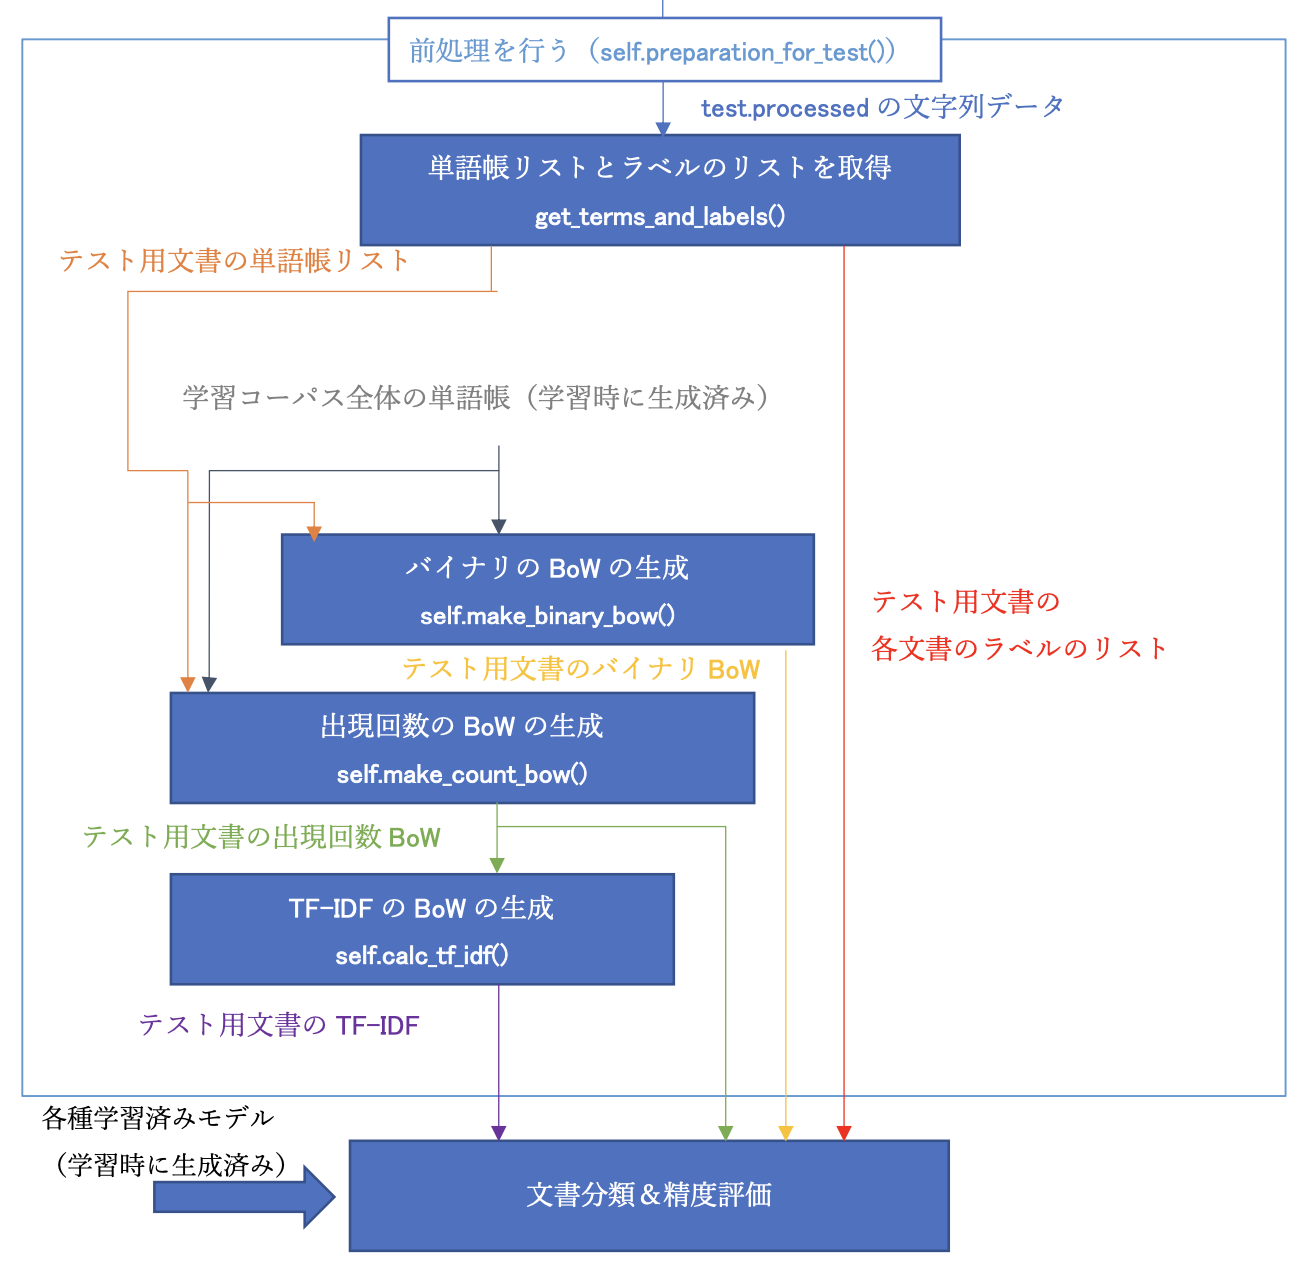 前処理を行う（self.preparation_for_test()）
test.processed の文字列データ
単語帳リストとラベルのリストを取得
get_terms_and_labels()
テスト用文書の単語帳リスト
学習コーパス全体の単語帳（学習時に生成済み）
バイナリの BoW の生成
self.make_binary_bow()
テスト用文書の
各文書のラベルのリスト
テスト用文書のバイナリ BoW
出現回数の BoW の生成
self.make_count_bow()
テスト用文書の出現回数 BoW
TF-IDF の BoW の生成
self.calc_tf_idf()
テスト用文書の TF-IDF
各種学習済みモデル
（学習時に生成済み）
文書分類＆精度評価